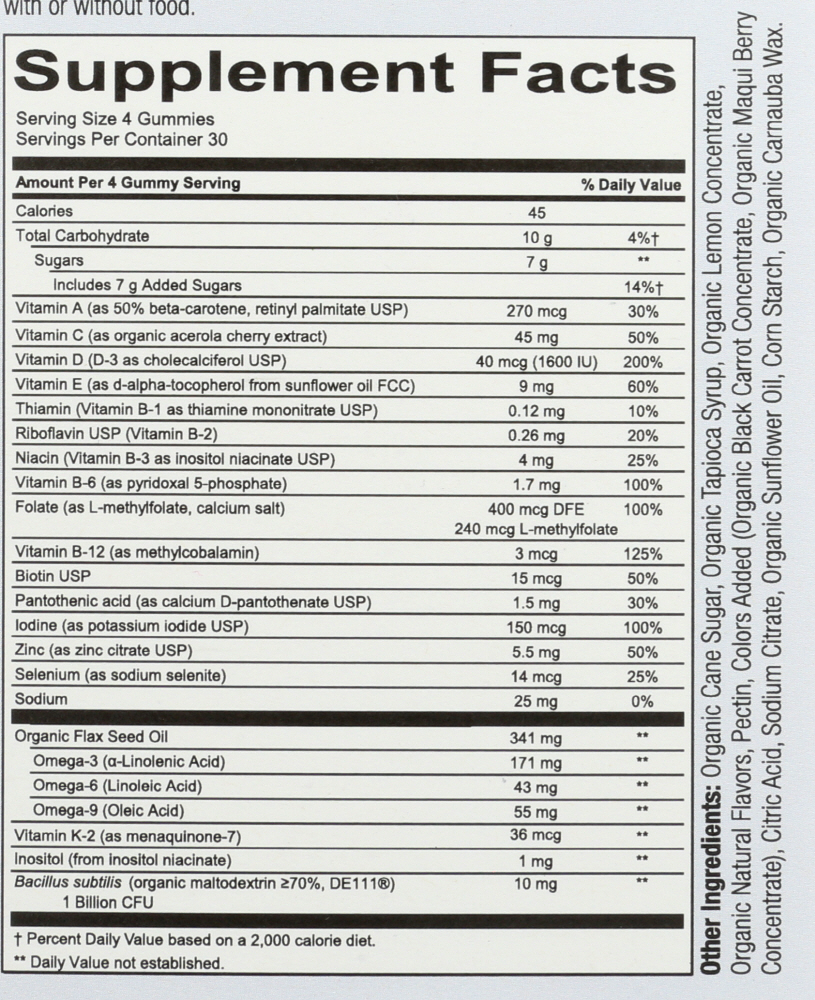 with or without food.
Supplement Facts
Serving Size 4 Gummies
Servings Per Container 30
Amount Per 4 Gummy Serving % Daily Value
Calories 45
Total Carbohydrate 10 g 4%†
Sugars 7 g **
Includes 7 g Added Sugars 14%†
Vitamin A (as 50% beta-carotene, retinyl palmitate USP) 270 mcg 30%
Vitamin C (as organic acerola cherry extract) 45 mg 50%
Vitamin D (D-3 as cholecalciferol USP) 40 mcg (1600 IU) 200%
Vitamin E (as d-alpha-tocopherol from sunflower oil FCC) 9 mg 60%
Thiamin (Vitamin B-1 as thiamine mononitrate USP) 0.12 mg 10%
Riboflavin USP (Vitamin B-2) 0.26 mg 20%
Niacin (Vitamin B-3 as inositol niacinate USP) 4 mg 25%
Vitamin B-6 (as pyridoxal 5-phosphate) 1.7 mg 100%
Folate (as L-methylfolate, calcium salt) 400 mcg DFE 100%
240 mcg L-methylfolate
Vitamin B-12 (as methylcobalamin) 3 mcg 125%
Biotin USP 15 mcg 50%
Pantothenic acid (as calcium D-pantothenate USP) 1.5 mg 30%
Iodine (as potassium iodide USP) 150 mcg 100%
Zinc (as zinc citrate USP) 5.5 mg 50%
Selenium (as sodium selenite) 14 mcg 25%
Sodium 25 mg 0%
Organic Flax Seed Oil 341 mg **
Omega-3 (α-Linolenic Acid) 171 mg **
Omega-6 (Linoleic Acid) 43 mg **
Omega-9 (Oleic Acid) 55 mg **
Vitamin K-2 (as menaquinone-7) 36 mcg **
Inositol (from inositol niacinate) 1 mg **
Bacillus subtilis (organic maltodextrin ≥70%, DE111®) 10 mg **
1 Billion CFU
† Percent Daily Value based on a 2,000 calorie diet.
** Daily Value not established.
Other Ingredients: Organic Cane Sugar, Organic Tapioca Syrup, Organic Lemon Concentrate,
Organic Natural Flavors, Pectin, Colors Added (Organic Black Carrot Concentrate, Organic Maqui Berry
Concentrate), Citric Acid, Sodium Citrate, Organic Sunflower Oil, Corn Starch, Organic Carnauba Wax.